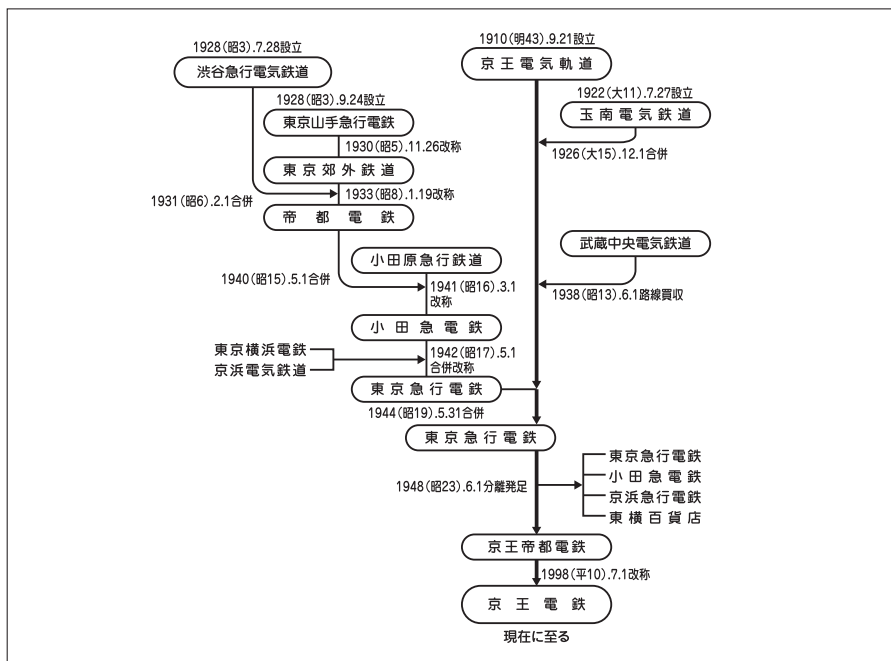 1928(昭3).7.28設立
渋谷急行電気鉄道
1928(昭3).9.24設立
東京山手急行電鉄
1930(昭5).11.26改称
東京郊外鉄道
1931(昭6).2.1合併
1933(昭8).1.19改称
帝都電鉄
1940(昭15).5.1合併
小田原急行鉄道
1941(昭16).3.1
改称
小田急電鉄
東京横浜電鉄
京浜電気鉄道
1942(昭17).5.1
合併改称
東京急行電鉄
1910(明43).9.21設立
京王電気軌道
1922(大11).7.27設立
玉南電気鉄道
1926(大15).12.1合併
武蔵中央電気鉄道
1938(昭13).6.1路線買収
1944(昭19).5.31合併
東京急行電鉄
1948(昭23).6.1分離発足
東京急行電鉄
小田急電鉄
京浜急行電鉄
東横百貨店
京王帝都電鉄
1998(平10).7.1改称
京王電鉄
現在に至る